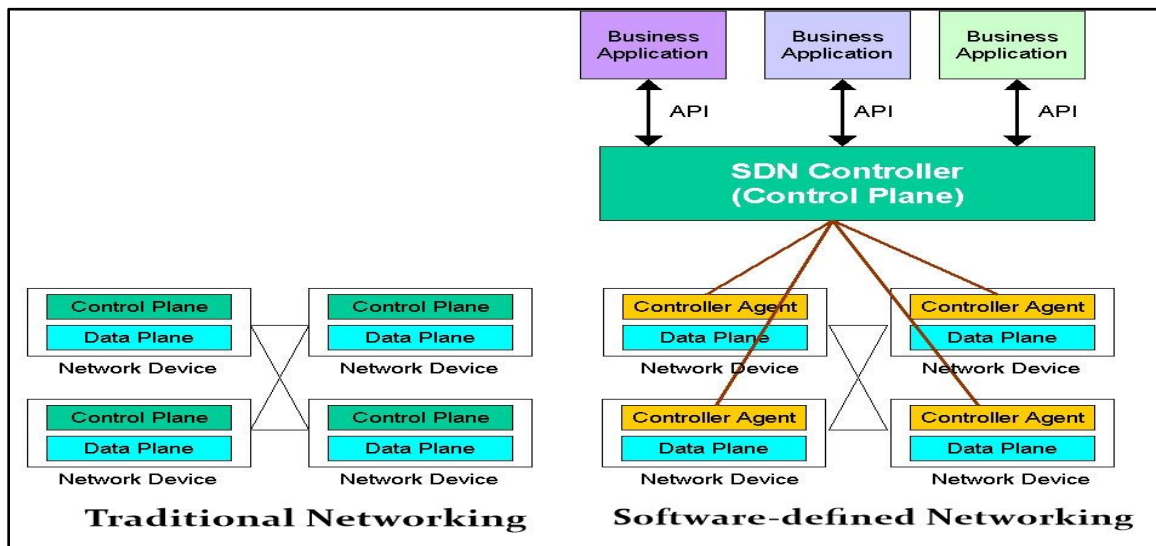 Business
Application
Business
Application
Business
Application
API
API
API
SDN Controller
(Control Plane)
Control Plane
Data Plane
Network Device
Control Plane
Data Plane
Network Device
Control Plane
Data Plane
Network Device
Control Plane
Data Plane
Network Device
Traditional Networking
Controller Agent
Data Plane
Network Device
Controller Agent
Data Plane
Network Device
Controller Agent
Data Plane
Network Device
Controller Agent
Data Plane
Network Device
Software-defined Networking